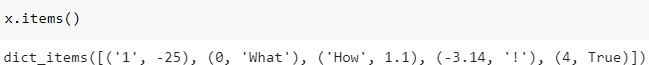 x.items()
dict_items([('1', -25), (0, 'What'), ('How', 1.1), (-3.14, '!'), (4, True)])